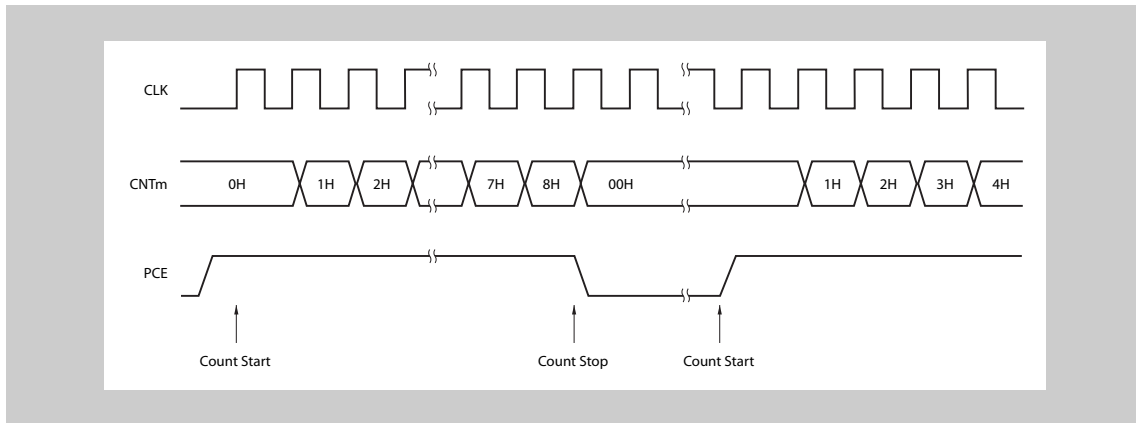 CLK
CNTm 0H 1H 2H 7H 8H 00H 1H 2H 3H 4H
PCE
Count Start Count Stop Count Start